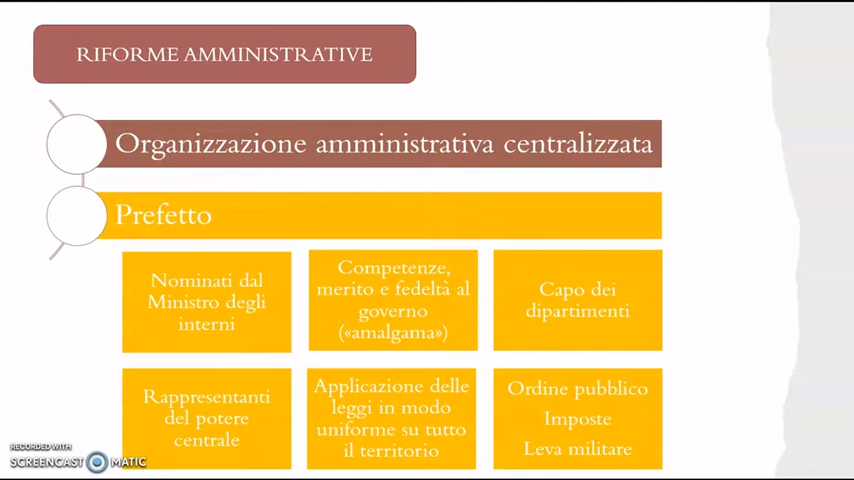 RIFORME AMMINISTRATIVE
Organizzazione amministrativa centralizzata
Prefetto
Nominati dal
Ministro degli
interni
Competenze,
merito e fedeltà al
governo
(«amalgama»)
Capo dei
dipartimenti
Rappresentanti
del potere
centrale
Applicazione delle
leggi in modo
uniforme su tutto
il territorio
Ordine pubblico
Imposte
Leva militare
RECORDED WITH
SCREENCAST MATIC